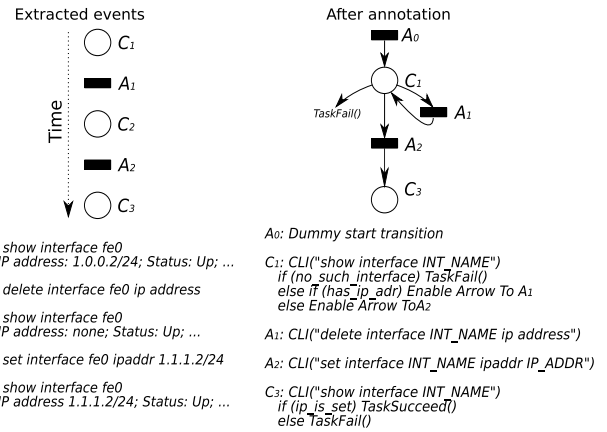 Extracted events
C1
A1
C2
A2
C3
Time
show interface fe0
IP address: 1.0.0.2/24; Status: Up; ...
delete interface fe0 ip address
show interface fe0
IP address: none; Status: Up; ...
set interface fe0 ipaddr 1.1.1.2/24
show interface fe0
IP address 1.1.1.2/24; Status: Up; ...
After annotation
A0
C1
TaskFail()
A1
A2
C3
A0: Dummy start transition
C1: CLI("show interface INT_NAME")
if (no_such_interface) TaskFail()
else if (has_ip_adr) Enable Arrow To A1
else Enable Arrow ToA2
A1: CLI("delete interface INT_NAME ip address")
A2: CLI("set interface INT_NAME ipaddr IP_ADDR")
C3: CLI("show interface INT_NAME")
if (ip_is_set) TaskSucceed()
else TaskFail()